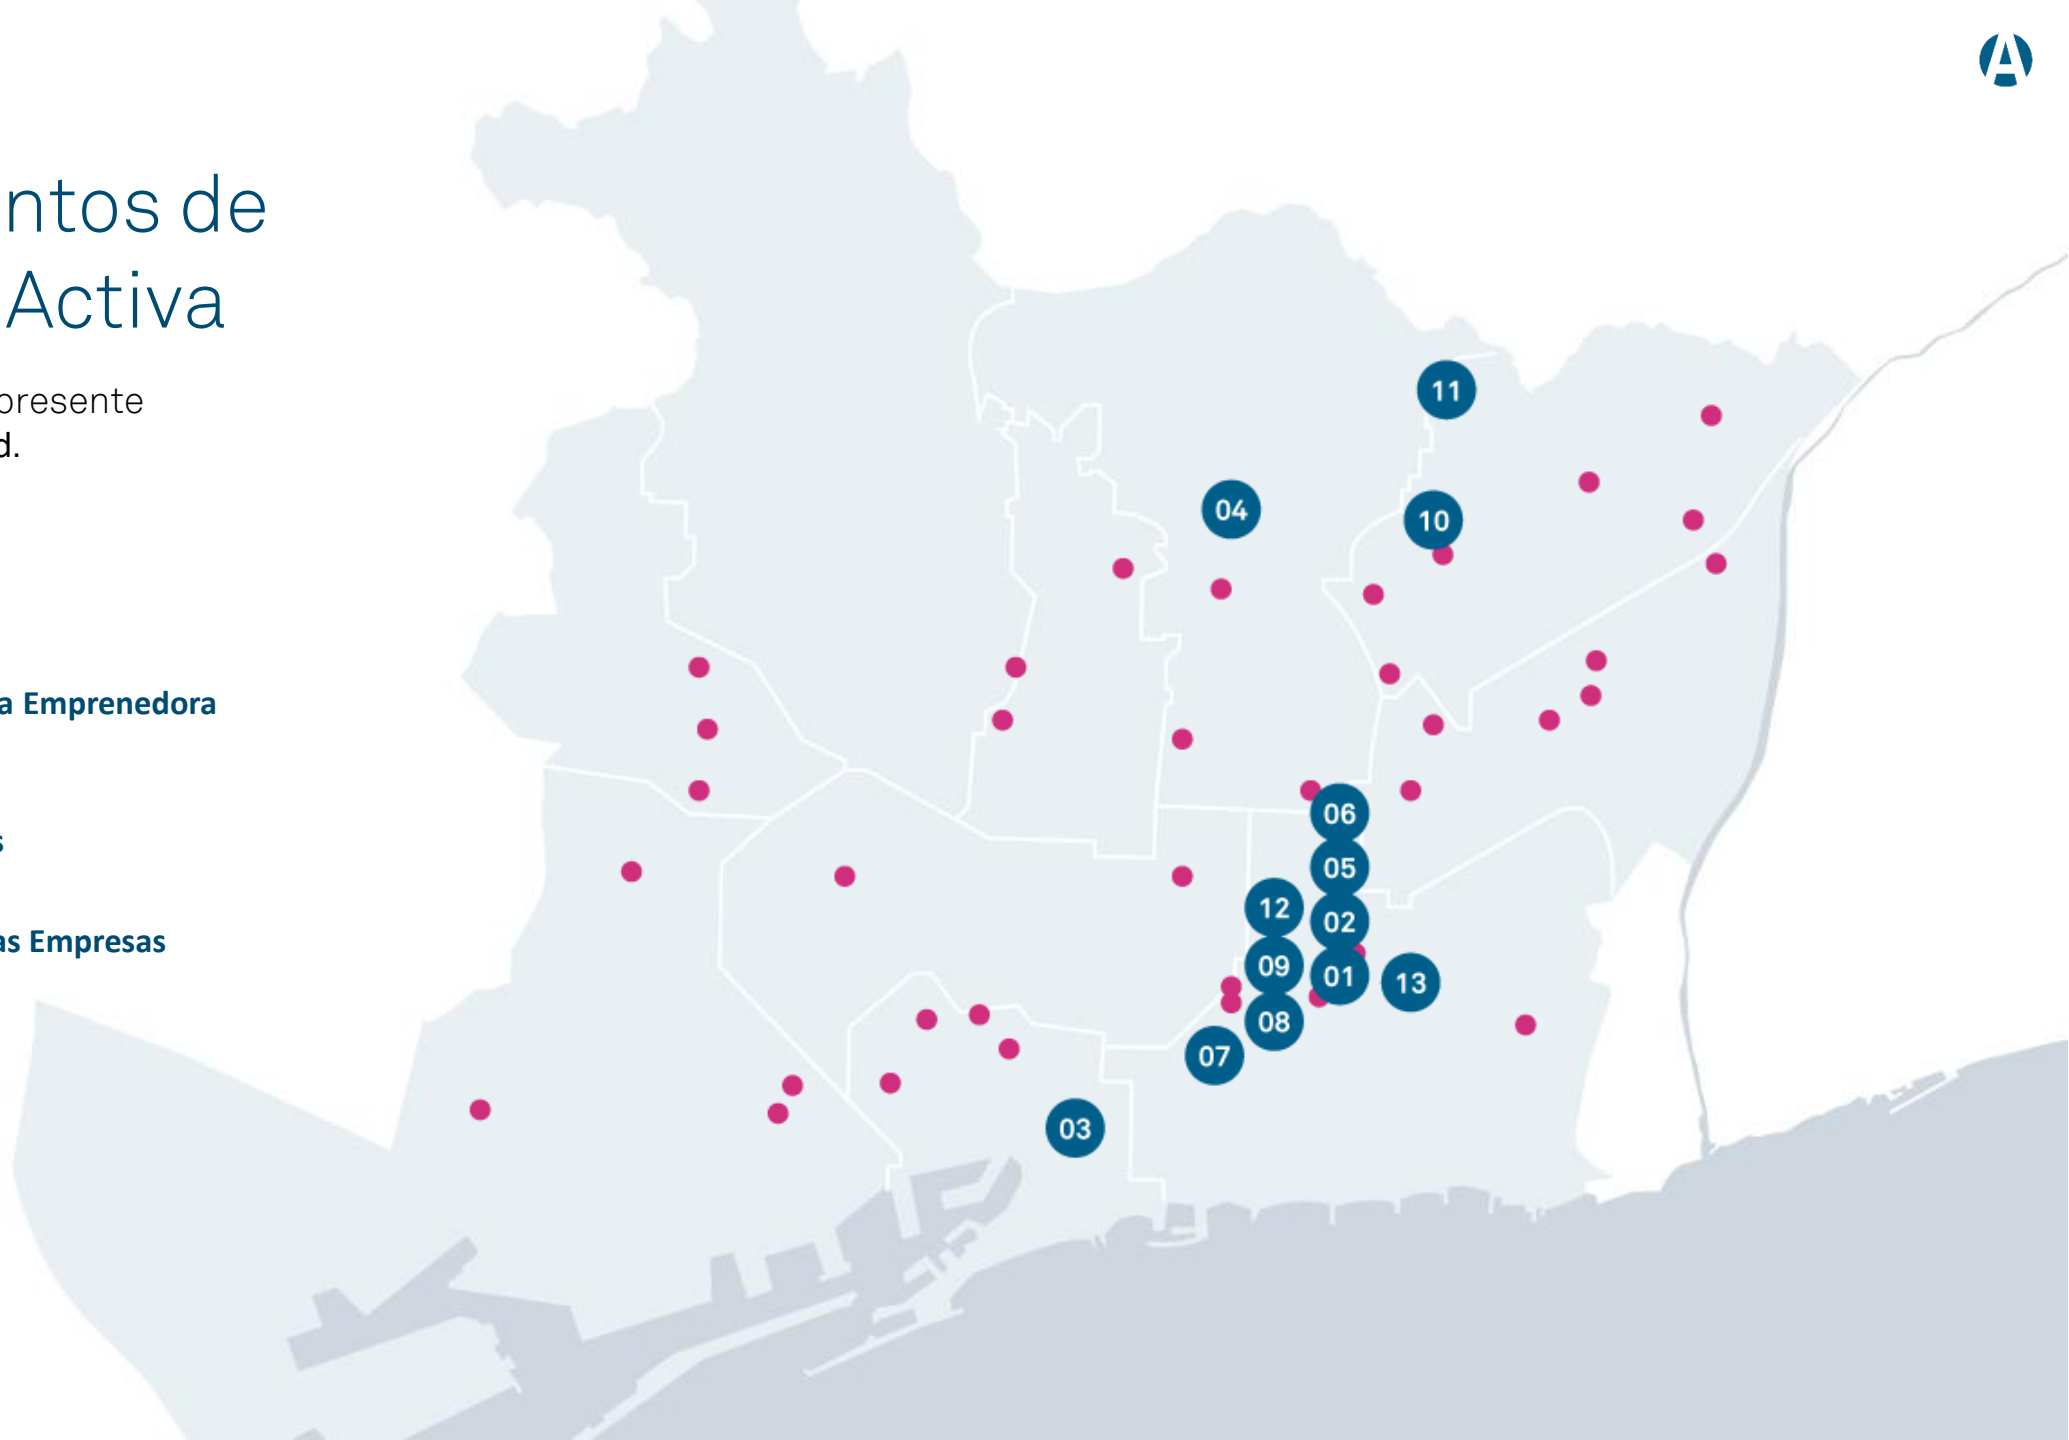 ntos de
Activa
presente
d.
a Emprenedora
s
as Empresas
11
04
10
06
05
12
02
09
01
13
08
07
03